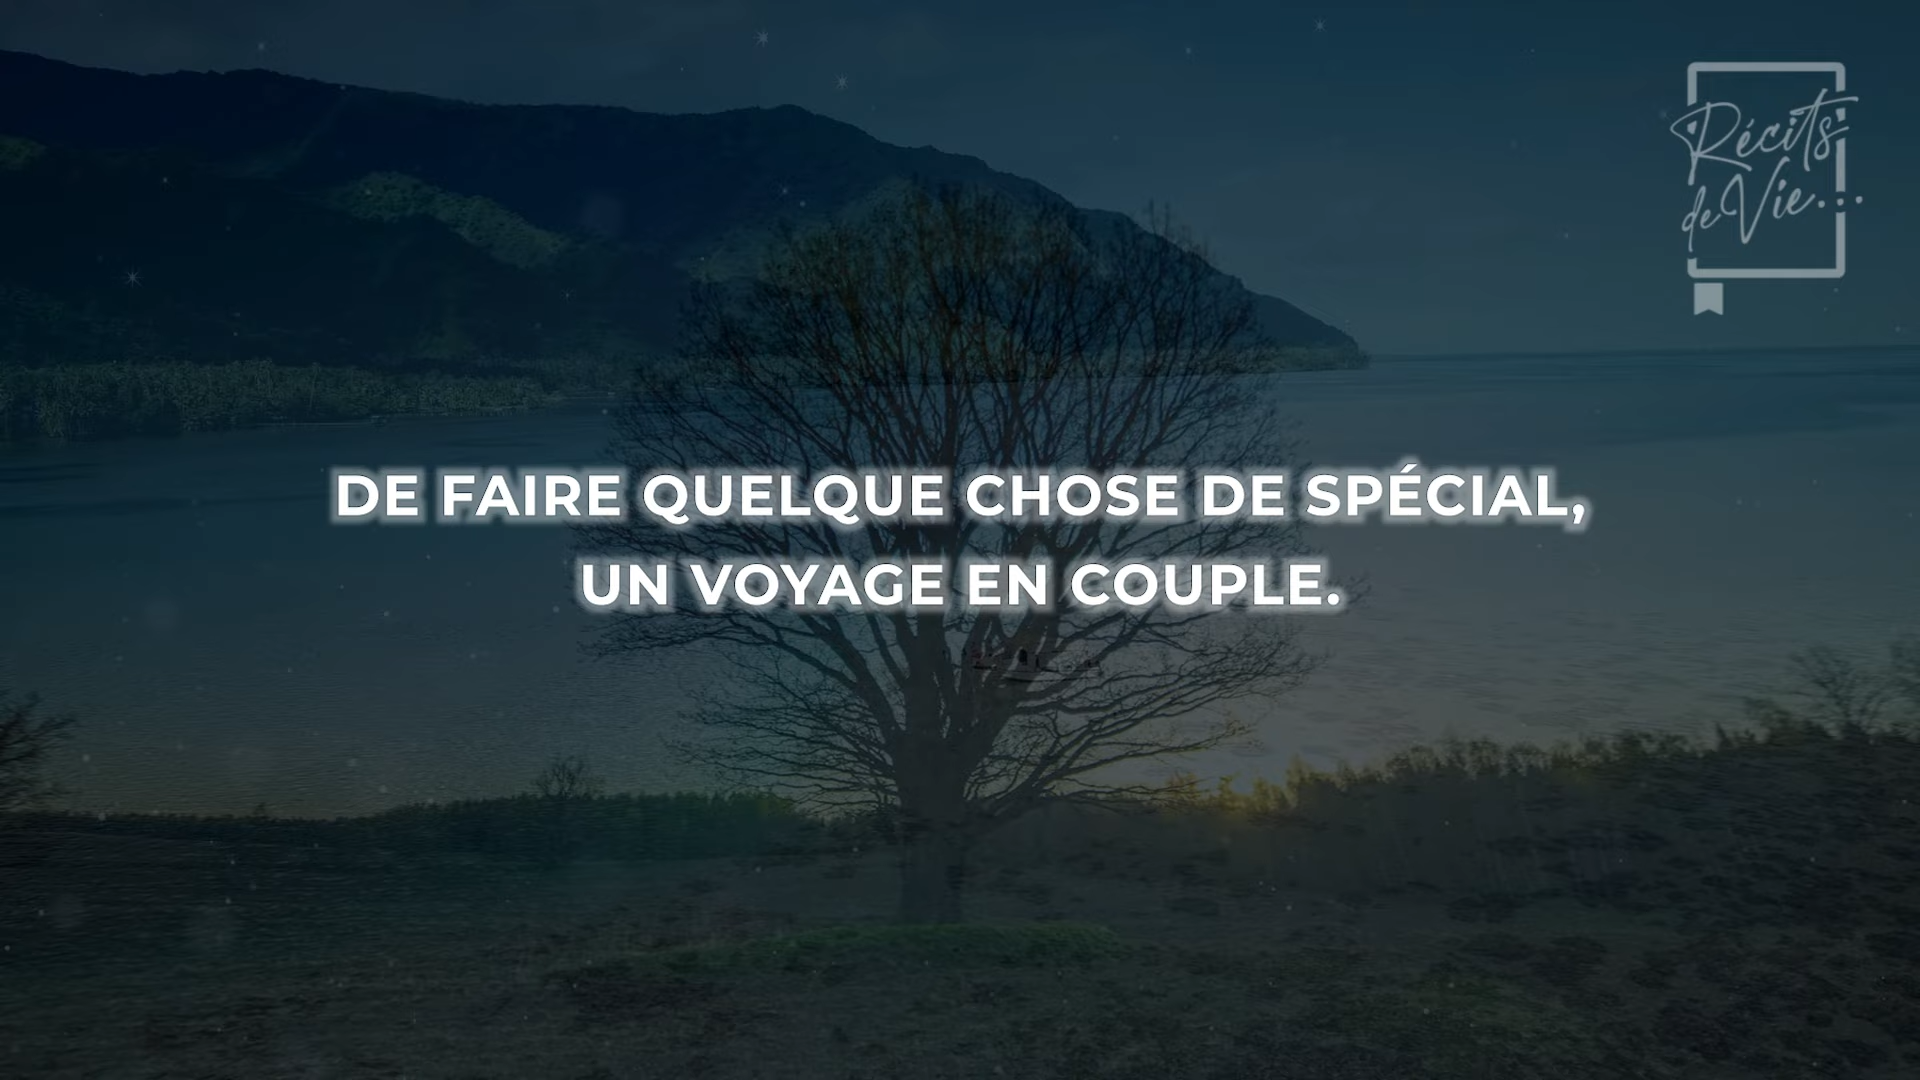 Récits
de Vie...
DE FAIRE QUELQUE CHOSE DE SPÉCIAL,
UN VOYAGE EN COUPLE.